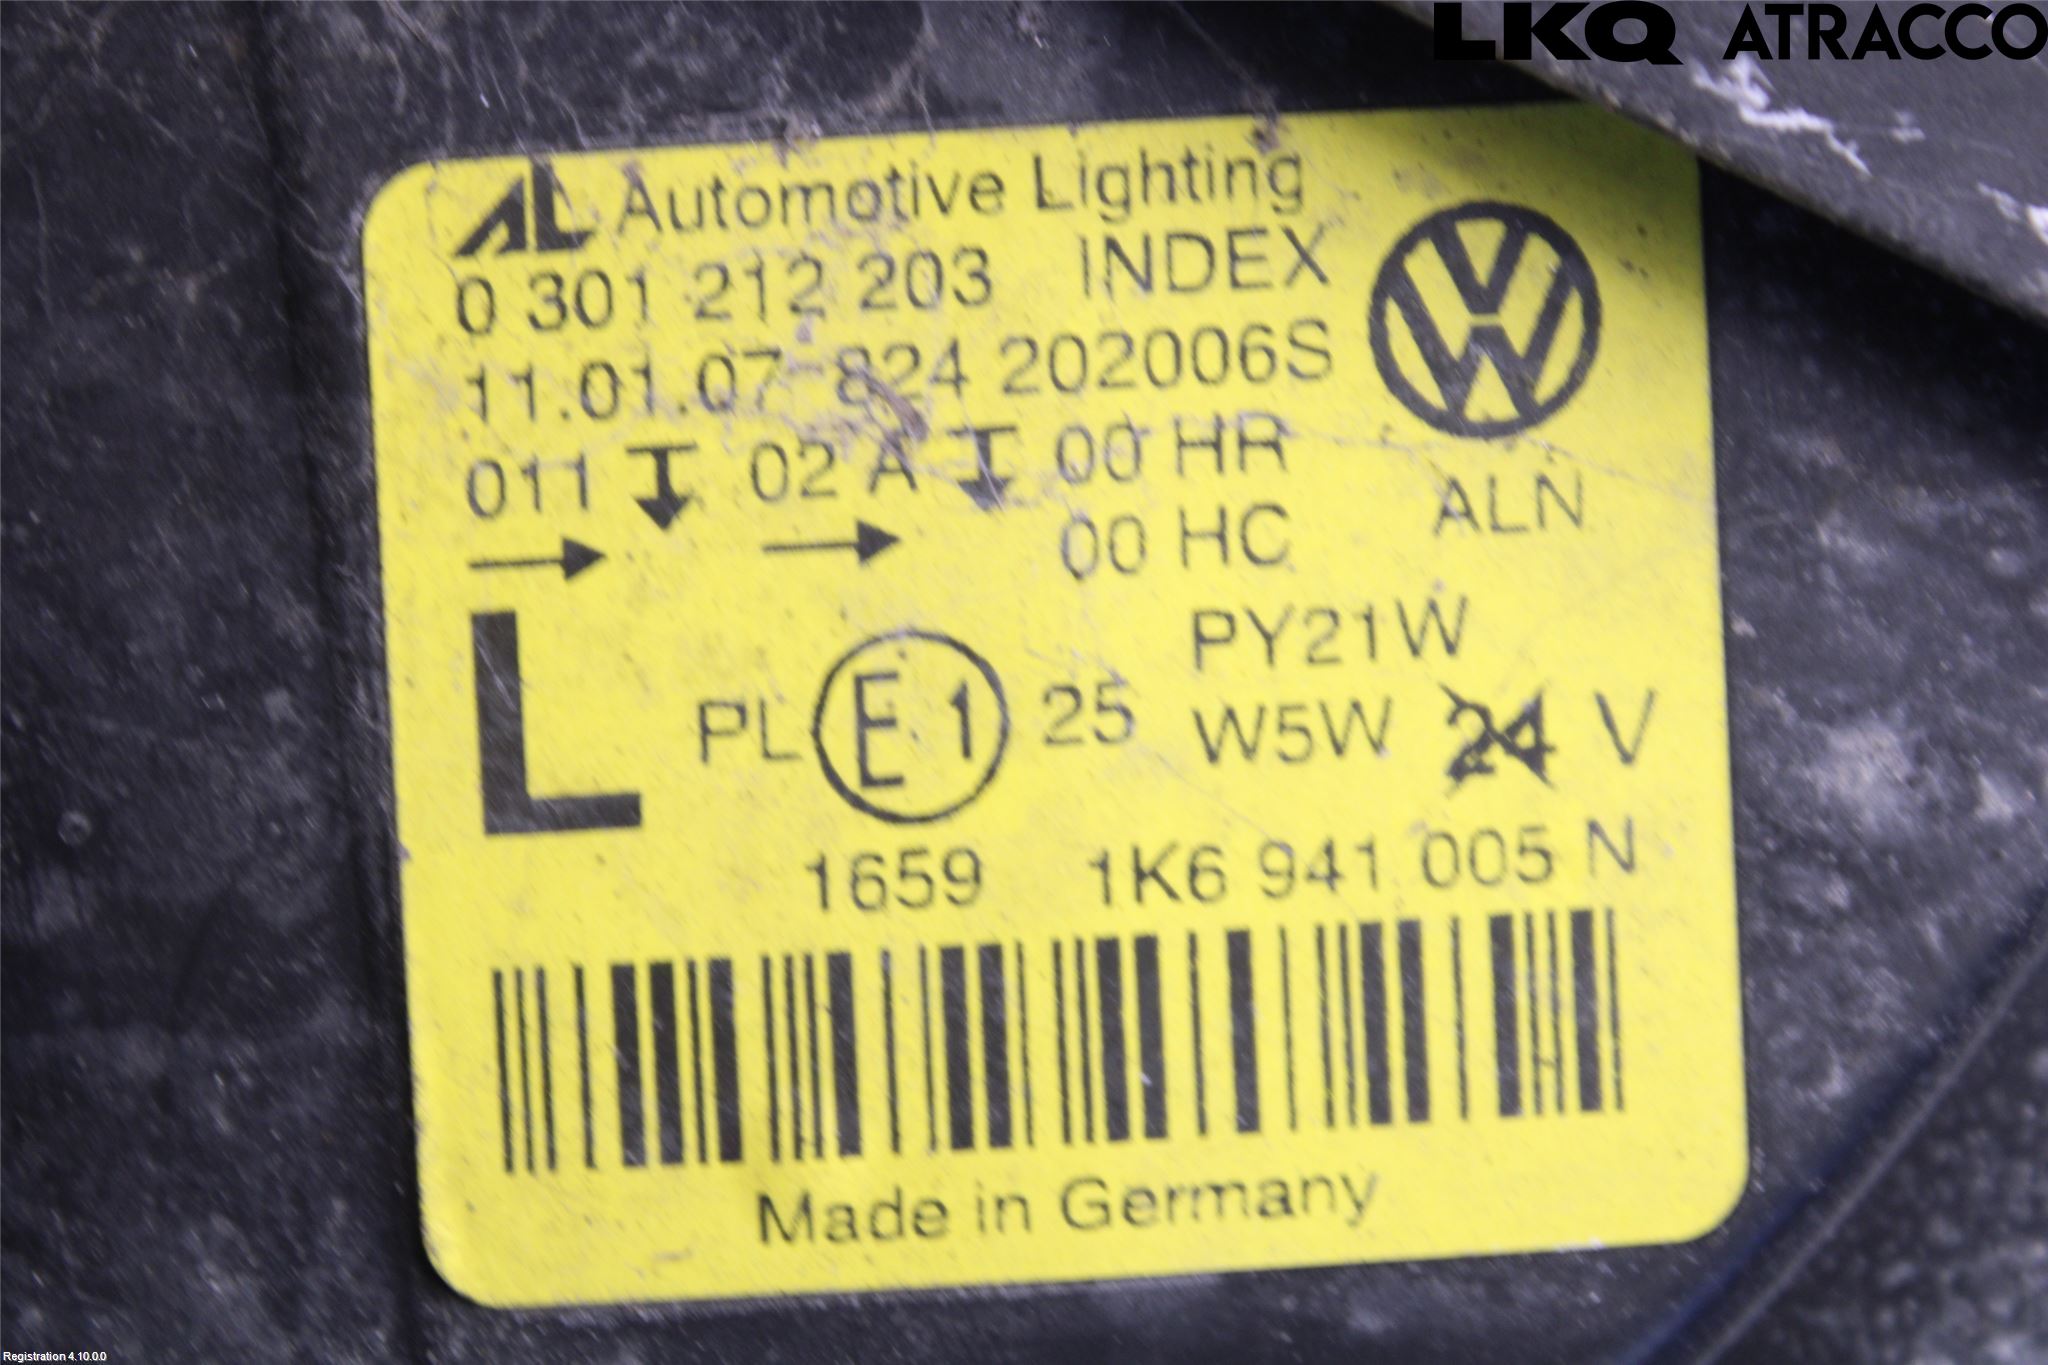 LKQ ATRACCO
AL Automotive Lighting
0 301 212 203 INDEX
11.01.07 824 202006S
011 02 A 00 HR
00 HC ALN
L
PY21W
PL E1 25 W5W 24 V
1659 1K6 941 005 N
Made in Germany
Registration 4.10.0.0